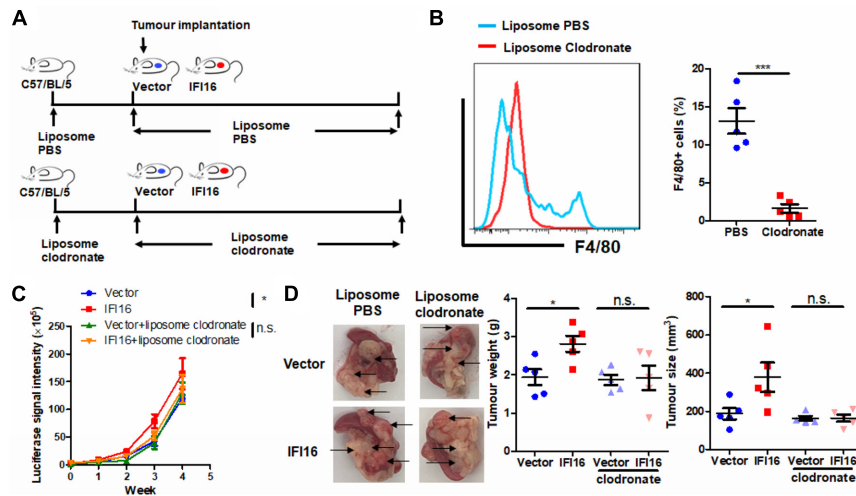 A
Tumour implantation
C57/BL/5
Vector
IFI16
Liposome
PBS
Liposome
PBS
C57/BL/5
Vector
IFI16
Liposome
clodronate
Liposome
clodronate
B
Liposome PBS
Liposome Clodronate
F4/80
F4/80+ cells (%)
20
15
10
5
0
***
PBS
Clodronate
C
Vector
IFI16
Vector+liposome clodronate
IFI16+liposome clodronate
*
n.s.
Luciferase signal intensity (×10⁵)
250
200
150
100
50
0
0 1 2 3 4 5
Week
D
Liposome
PBS
Liposome
clodronate
Vector
IFI16
Tumour weight (g)
4
3
2
1
0
*
n.s.
Vector IFI16 Vector IFI16
clodronate
Tumour size (mm³)
800
600
400
200
0
*
n.s.
Vector IFI16 Vector IFI16
clodronate